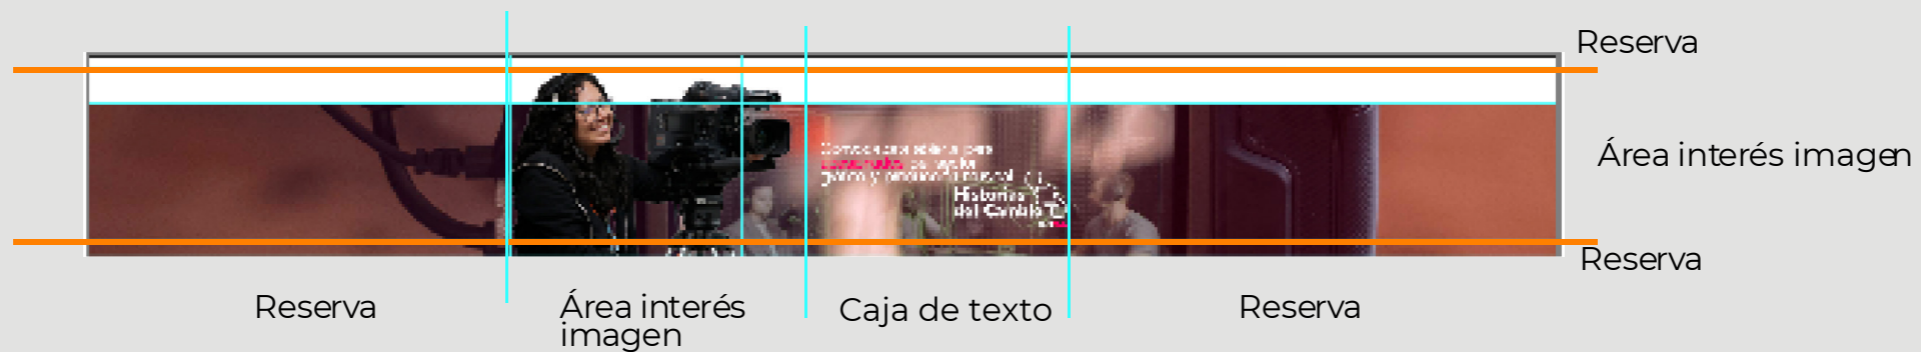 Reserva
Área interés imagen
Historias
del Cambio
Reserva
Reserva
Área interés
imagen
Caja de texto
Reserva